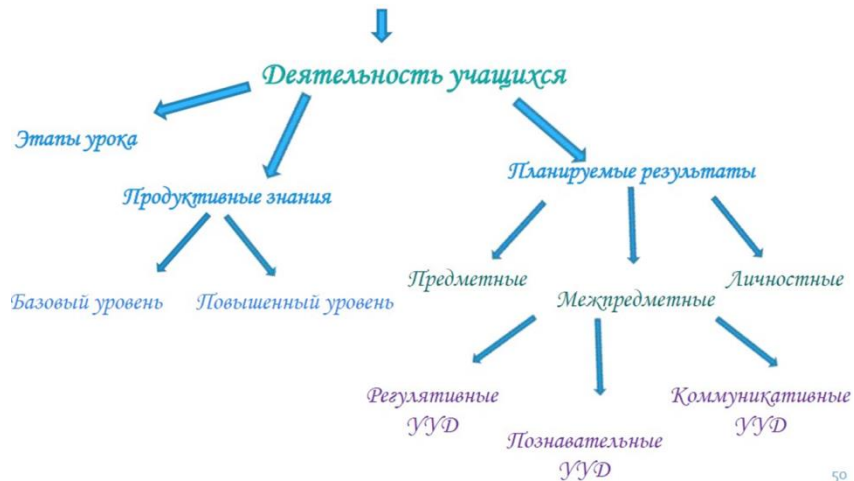 Деятельность учащихся
Этапы урока
Продуктивные знания
Планируемые результаты
Базовый уровень
Повышенный уровень
Предметные
Межпредметные
Личностные
Регулятивные
УУД
Познавательные
УУД
Коммуникативные
УУД
50